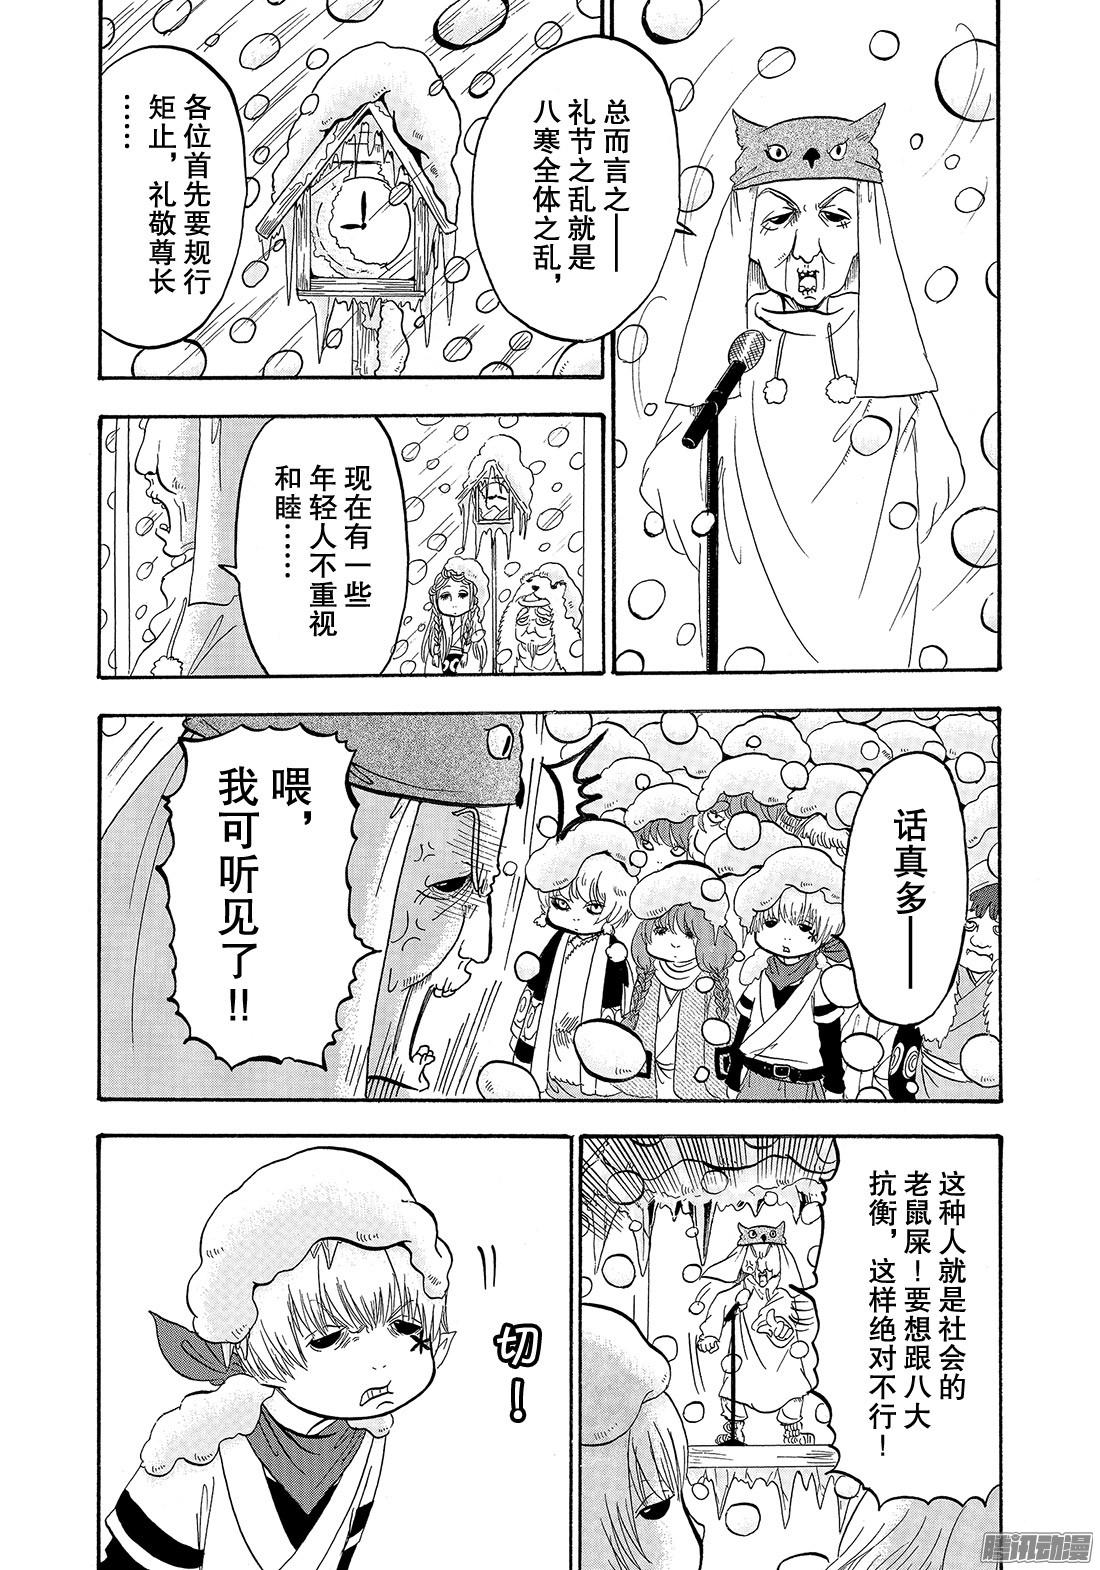 总而言之——
礼节之乱就是
八寒全体之乱，
各位首先要规行
矩止，礼敬尊长
……
现在有一些
年轻人不重视
和睦……
话真多——
喂，
我可听见了!!
这种人就是社会的
老鼠屎！要想跟八大
抗衡，这样绝对不行！
切！
腾讯动漫